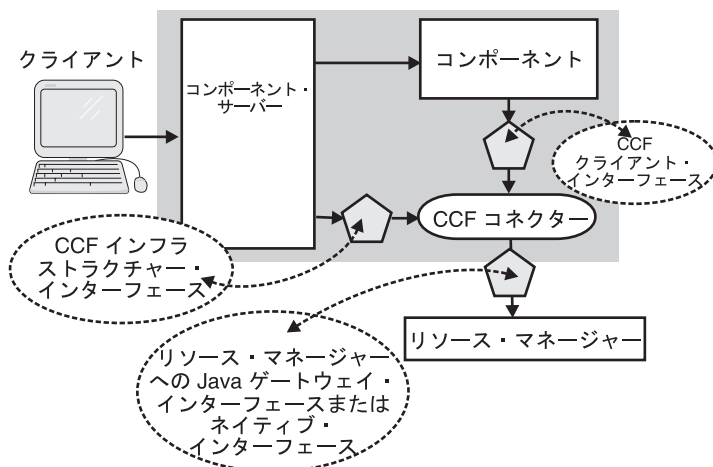 クライアント
コンポーネント・
サーバー
コンポーネント
CCF
クライアント・
インターフェース
CCF コネクター
CCF インフラ
ストラクチャー・
インターフェース
リソース・マネージャー
リソース・マネージャー
への Java ゲートウェイ・
インターフェースまたは
ネイティブ・
インターフェース